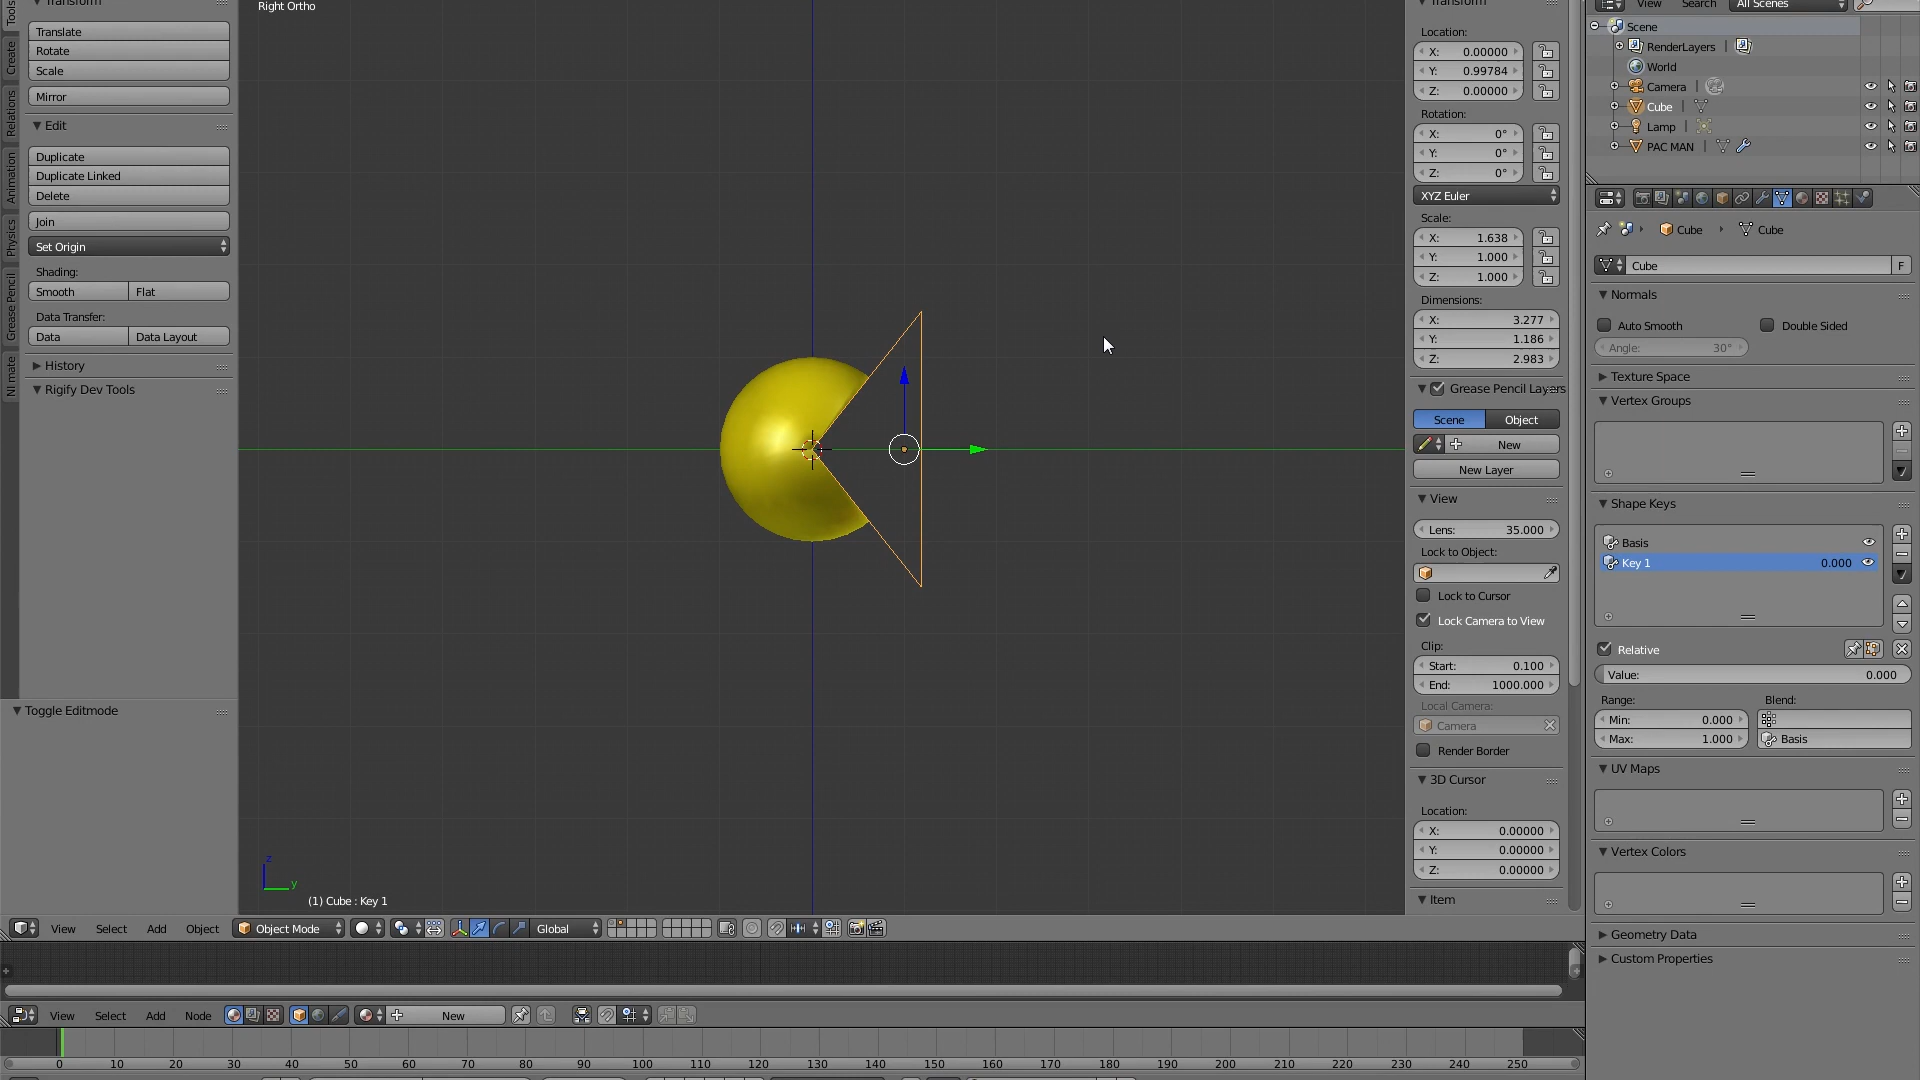 Right Ortho
Transform
Translate
Rotate
Scale
Mirror
Edit
Duplicate
Duplicate Linked
Delete
Join
Set Origin
Shading:
Smooth Flat
Data Transfer:
Data Data Layout
History
Rigify Dev Tools
Tools
Create
Relations
Animation
Physics
Grease Pencil
NI mate
Toggle Editmode
z
y
(1) Cube : Key 1
Transform
Location:
X: 0.00000
Y: 0.99784
Z: 0.00000
Rotation:
X: 0°
Y: 0°
Z: 0°
XYZ Euler
Scale:
X: 1.638
Y: 1.000
Z: 1.000
Dimensions:
X: 3.277
Y: 1.186
Z: 2.983
Grease Pencil Layers
Scene Object
New
New Layer
View
Lens: 35.000
Lock to Object:
Lock to Cursor
Lock Camera to View
Clip:
Start: 0.100
End: 1000.000
Local Camera:
Camera
Render Border
3D Cursor
Location:
X: 0.00000
Y: 0.00000
Z: 0.00000
Item
View Search All Scenes
Scene
RenderLayers
World
Camera
Cube
Lamp
PAC MAN
Cube Cube
Cube F
Normals
Auto Smooth Double Sided
Angle: 30°
Texture Space
Vertex Groups
Shape Keys
Basis
Key 1 0.000
Relative
Value: 0.000
Range: Blend:
Min: 0.000
Max: 1.000 Basis
UV Maps
Vertex Colors
Geometry Data
Custom Properties
View Select Add Object Object Mode Global
View Select Add Node New
0 10 20 30 40 50 60 70 80 90 100 110 120 130 140 150 160 170 180 190 200 210 220 230 240 250